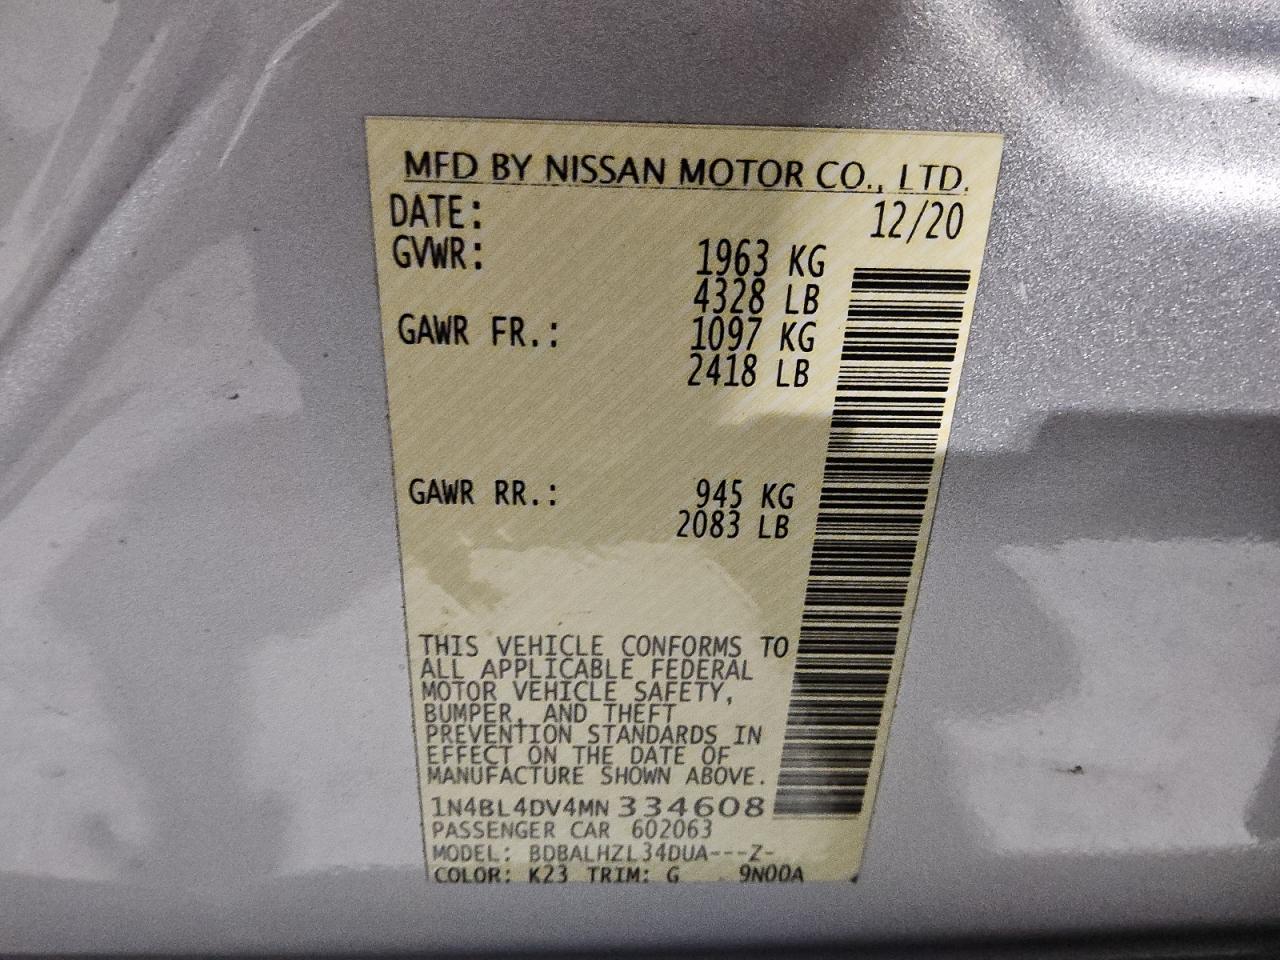 MFD BY NISSAN MOTOR CO., LTD.
DATE: 12/20
GVWR: 1963 KG
4328 LB
GAWR FR.: 1097 KG
2418 LB
GAWR RR.: 945 KG
2083 LB
THIS VEHICLE CONFORMS TO
ALL APPLICABLE FEDERAL
MOTOR VEHICLE SAFETY,
BUMPER, AND THEFT
PREVENTION STANDARDS IN
EFFECT ON THE DATE OF
MANUFACTURE SHOWN ABOVE.
1N4BL4DV4MN 334608
PASSENGER CAR 602063
MODEL: BDBALHZL34DUA---Z-
COLOR: K23 TRIM: G 9N00A